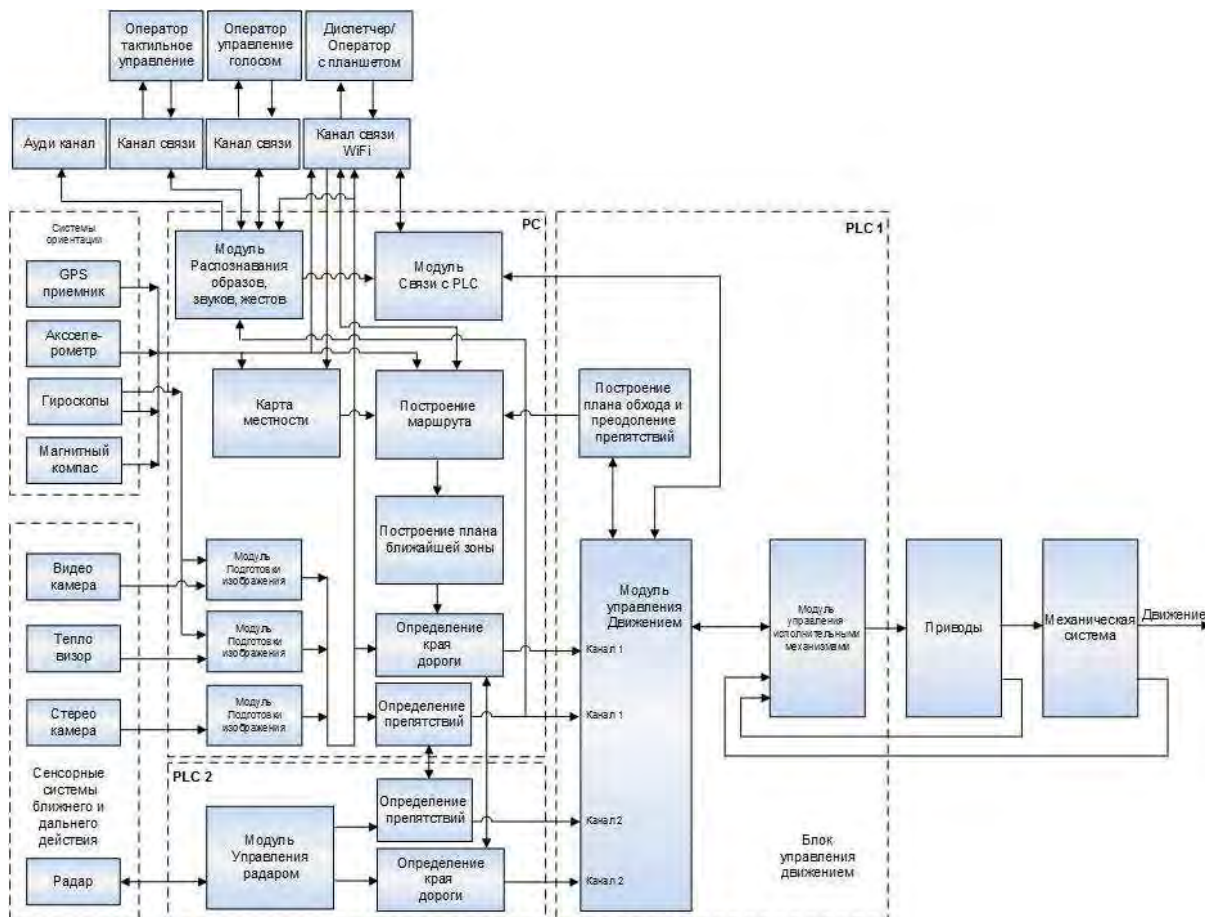 Оператор
тактильное
управление
Оператор
управление
голосом
Диспетчер/
Оператор
с планшетом
Ауди канал
Канал связи
Канал связи
Канал связи
WiFi
Системы
ориентации
GPS
приемник
Акселе-
рометр
Гироскопы
Магнитный
компас
PC
Модуль
Распознавания
образов,
звуков, жестов
Модуль
Связи с PLC
Карта
местности
Построение
маршрута
Построение плана
ближайшей зоны
PLC 1
Построение
плана обхода и
преодоление
препятствий
Видео
камера
Тепло
визор
Стерео
камера
Сенсорные
системы
ближнего и
дальнего
действия
Радар
Модуль
Подготовки
изображения
Модуль
Подготовки
изображения
Модуль
Подготовки
изображения
Определение
края
дороги
Определение
препятствий
PLC 2
Модуль
Управления
радаром
Определение
препятствий
Определение
края
дороги
Модуль
управления
Движением
Канал 1
Канал 1
Канал 2
Канал 2
Модуль
управления
исполнительными
механизмами
Приводы
Механическая
система
Движение
Блок
управления
движением